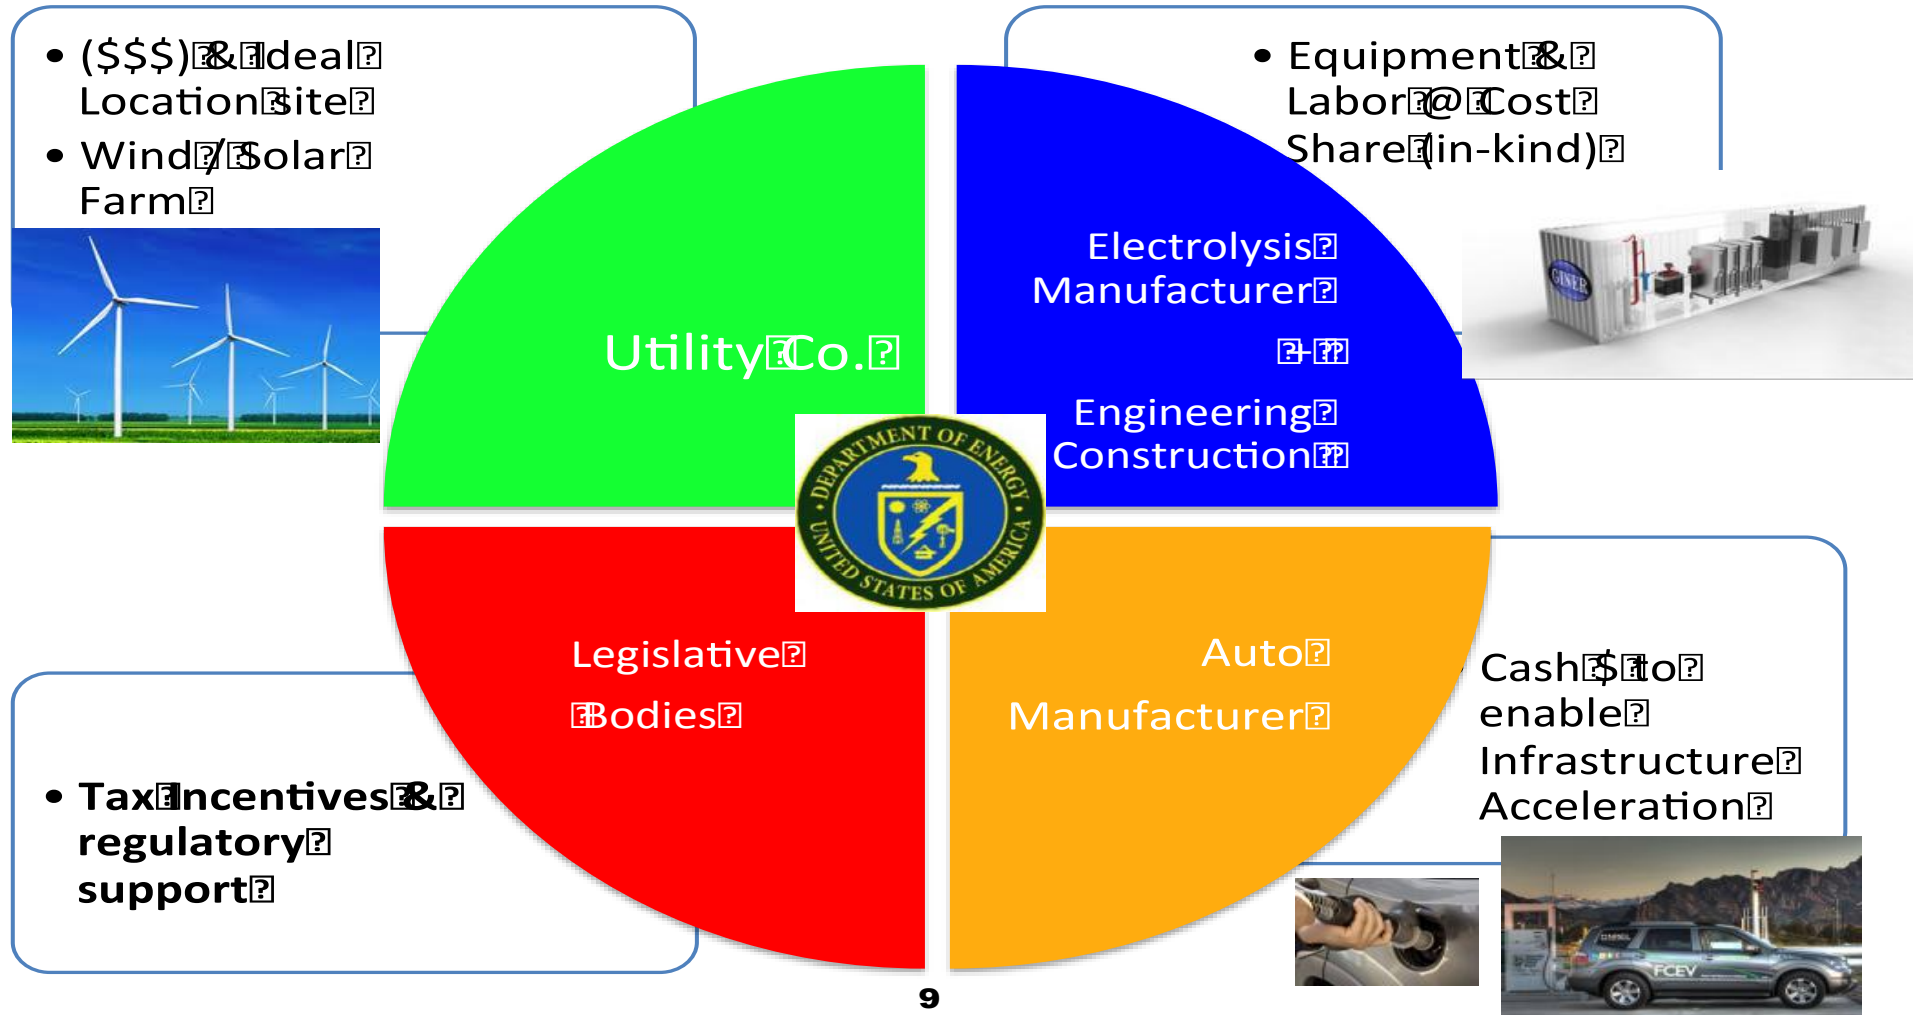 • ($$$) & Ideal
Location site
• Wind / Solar
Farm
• Equipment &
Labor @ Cost
Share (in-kind)
Utility Co.
Electrolysis
Manufacturer
+
Engineering
Construction
GINER
DEPARTMENT OF ENERGY
UNITED STATES OF AMERICA
Legislative
Bodies
Auto
Manufacturer
• Tax Incentives &
regulatory
support
Cash $ to
enable
Infrastructure
Acceleration
FCEV
9